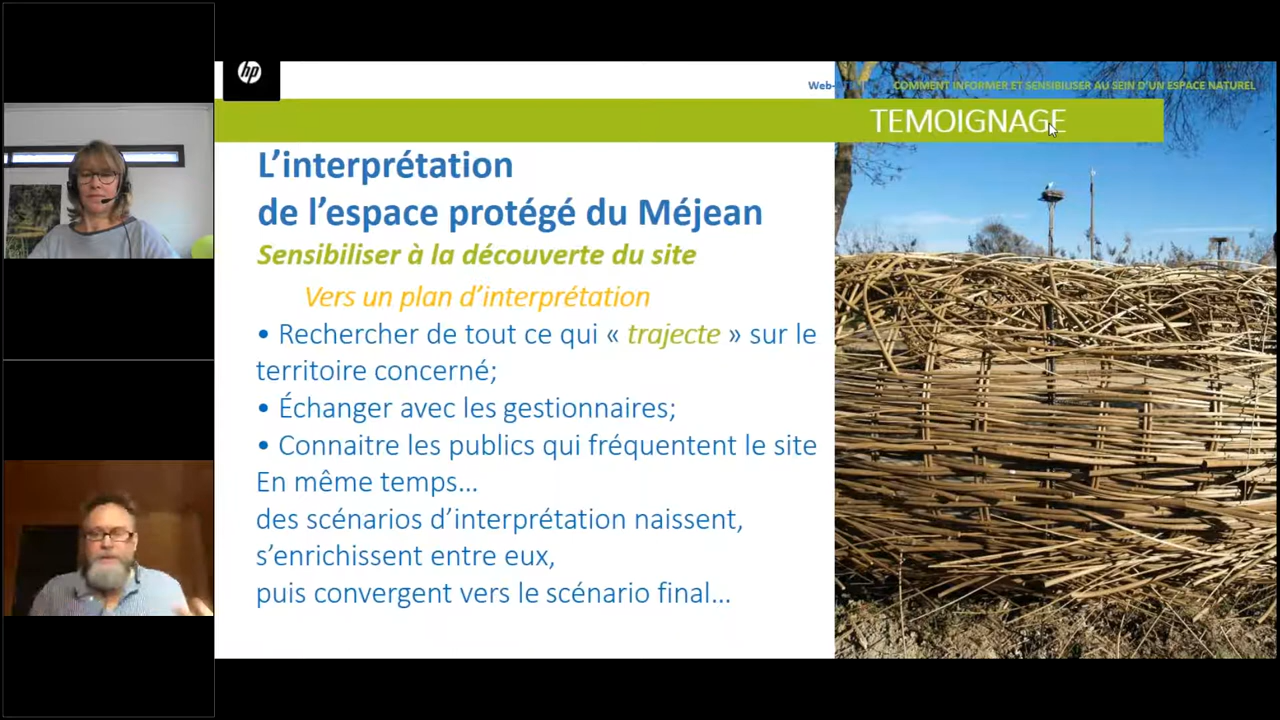 hp
Web-
COMMENT INFORMER ET SENSIBILISER AU SEIN D'UN ESPACE NATUREL
TEMOIGNAGE
L'interprétation
de l'espace protégé du Méjean
Sensibiliser à la découverte du site
Vers un plan d'interprétation
• Rechercher de tout ce qui « trajecte » sur le
territoire concerné;
• Échanger avec les gestionnaires;
• Connaitre les publics qui fréquentent le site
En même temps…
des scénarios d'interprétation naissent,
s'enrichissent entre eux,
puis convergent vers le scénario final…